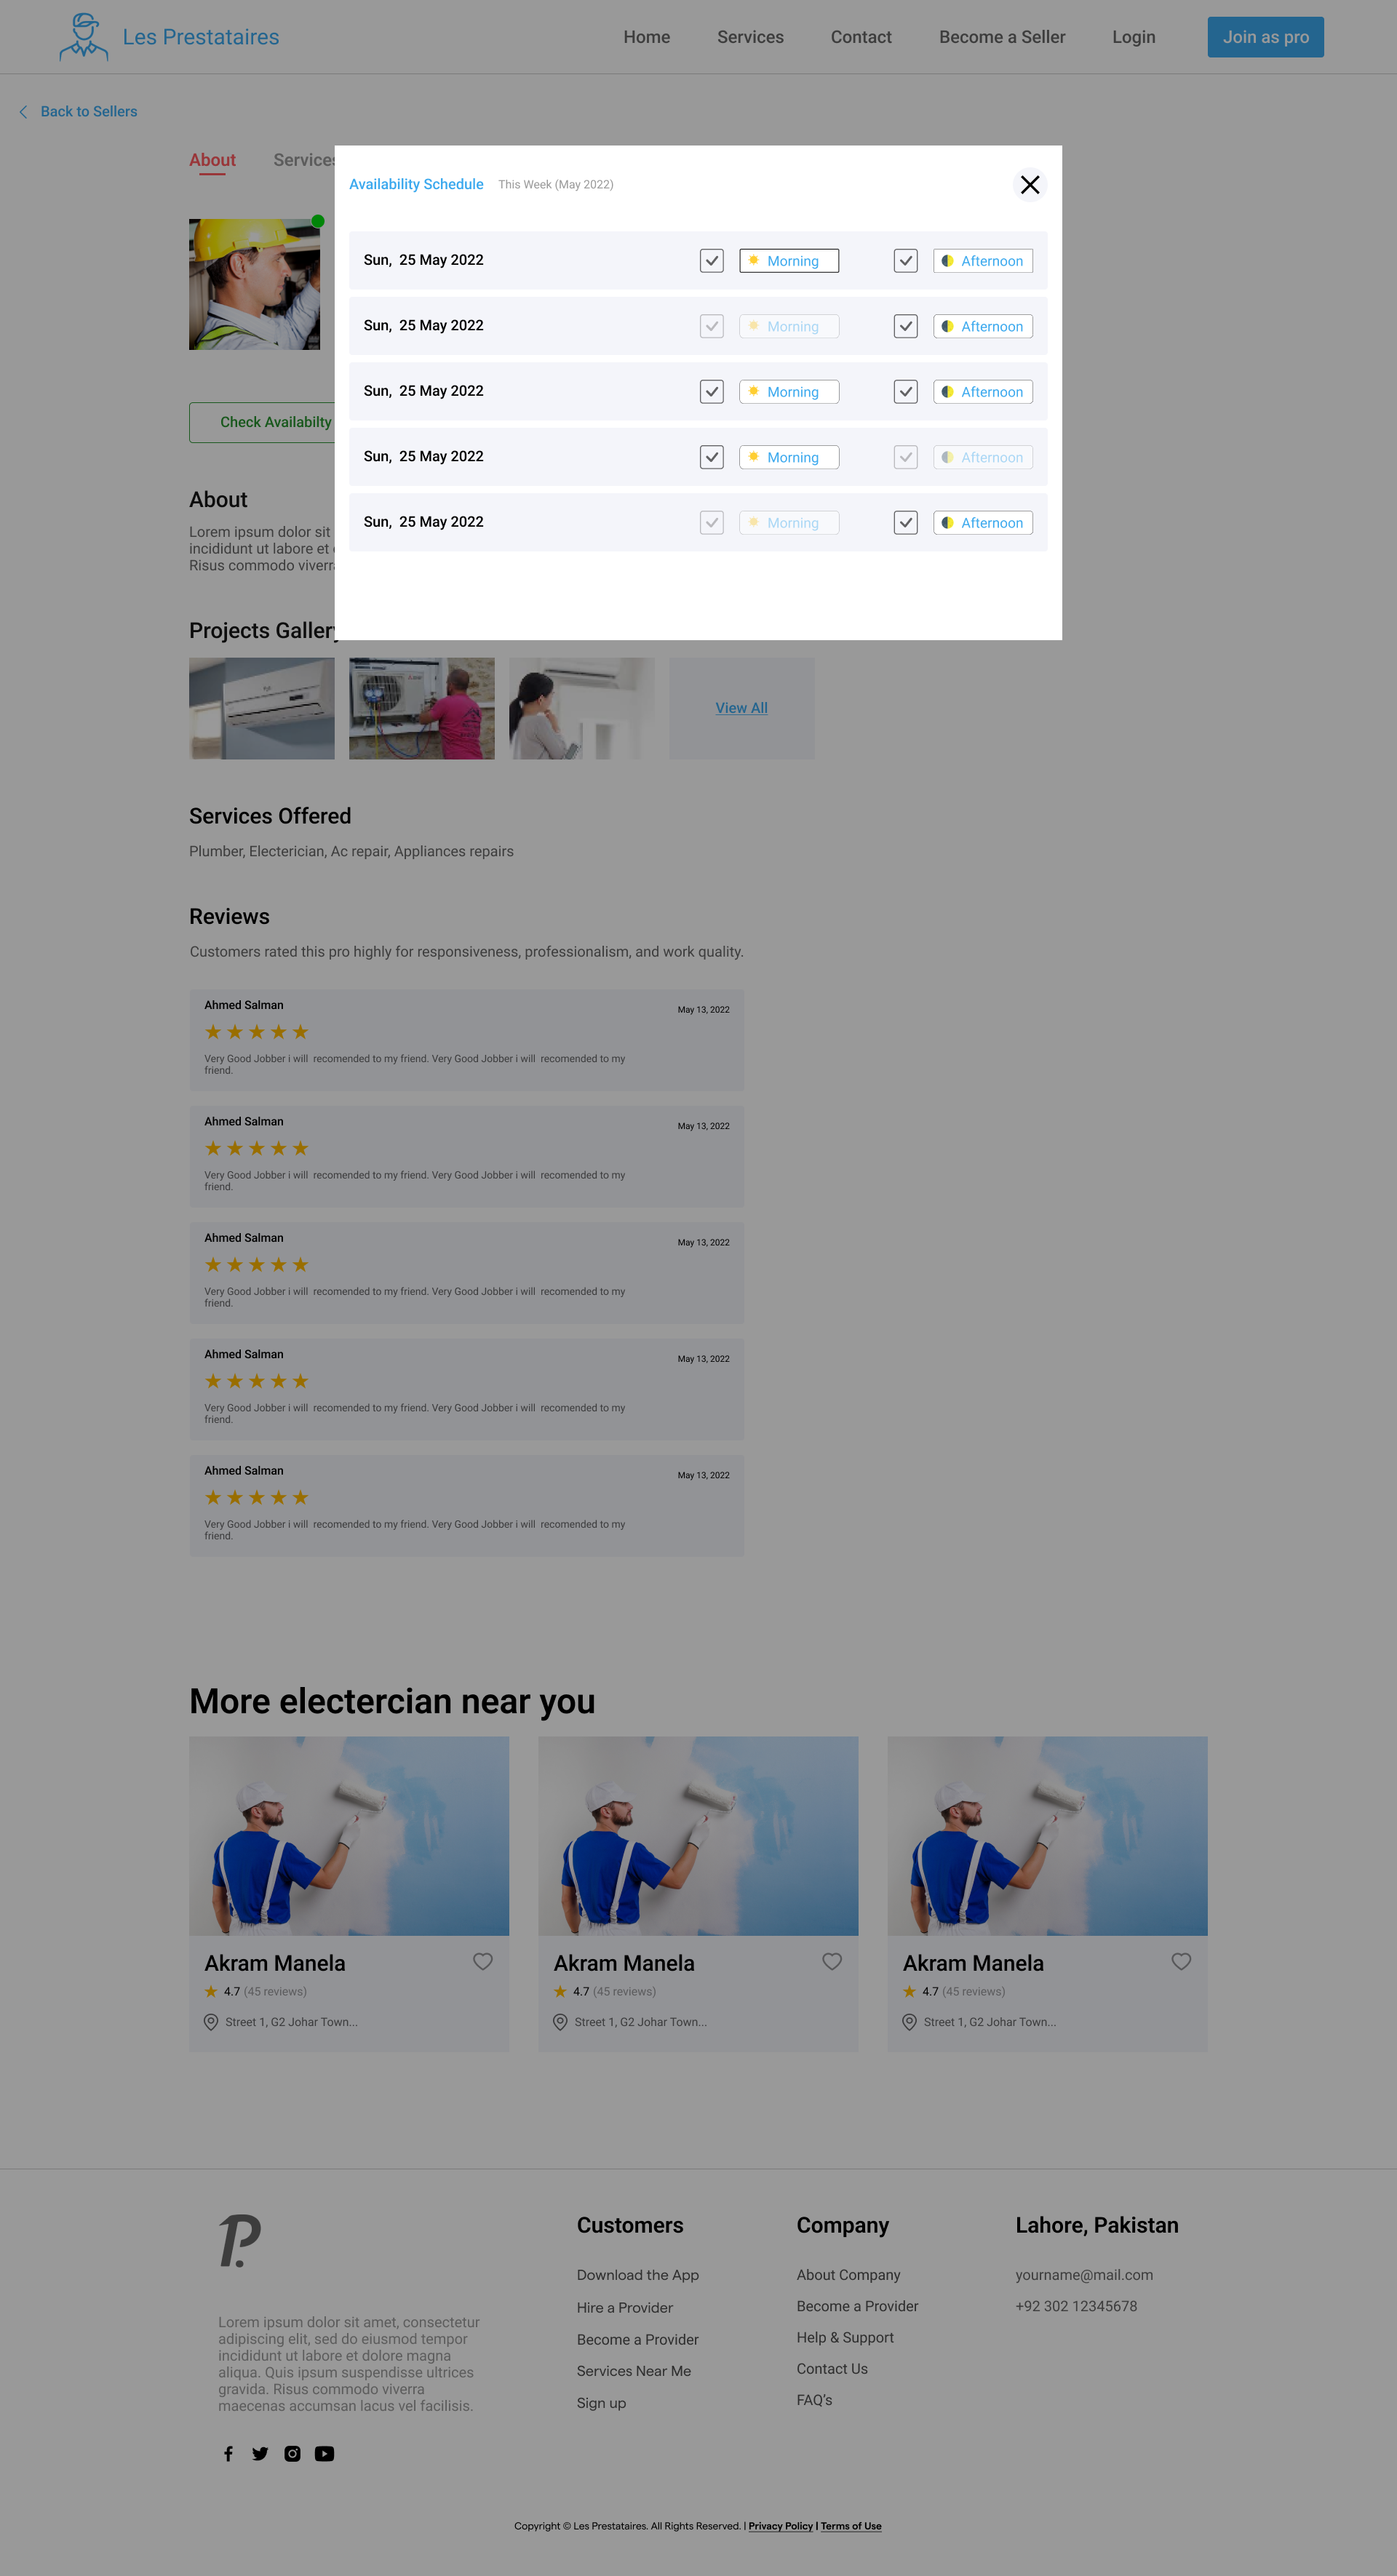 Les Prestataires
Home Services Contact Become a Seller Login Join as pro
Back to Sellers
About Services
Availability Schedule This Week (May 2022)
Sun, 25 May 2022 Morning Afternoon
Sun, 25 May 2022 Morning Afternoon
Sun, 25 May 2022 Morning Afternoon
Sun, 25 May 2022 Morning Afternoon
Sun, 25 May 2022 Morning Afternoon
Check Availabilty
About
Lorem ipsum dolor sit
incididunt ut labore et
Risus commodo viverra
Projects Gallery
View All
Services Offered
Plumber, Electerician, Ac repair, Appliances repairs
Reviews
Customers rated this pro highly for responsiveness, professionalism, and work quality.
Ahmed Salman
May 13, 2022
Very Good Jobber i will recomended to my friend. Very Good Jobber i will recomended to my
friend.
Ahmed Salman
May 13, 2022
Very Good Jobber i will recomended to my friend. Very Good Jobber i will recomended to my
friend.
Ahmed Salman
May 13, 2022
Very Good Jobber i will recomended to my friend. Very Good Jobber i will recomended to my
friend.
Ahmed Salman
May 13, 2022
Very Good Jobber i will recomended to my friend. Very Good Jobber i will recomended to my
friend.
Ahmed Salman
May 13, 2022
Very Good Jobber i will recomended to my friend. Very Good Jobber i will recomended to my
friend.
More electercian near you
Akram Manela
4.7 (45 reviews)
Street 1, G2 Johar Town...
Akram Manela
4.7 (45 reviews)
Street 1, G2 Johar Town...
Akram Manela
4.7 (45 reviews)
Street 1, G2 Johar Town...
P.
Lorem ipsum dolor sit amet, consectetur
adipiscing elit, sed do eiusmod tempor
incididunt ut labore et dolore magna
aliqua. Quis ipsum suspendisse ultrices
gravida. Risus commodo viverra
maecenas accumsan lacus vel facilisis.
Customers
Download the App
Hire a Provider
Become a Provider
Services Near Me
Sign up
Company
About Company
Become a Provider
Help & Support
Contact Us
FAQ's
Lahore, Pakistan
yourname@mail.com
+92 302 12345678
Copyright © Les Prestataires. All Rights Reserved. | Privacy Policy | Terms of Use